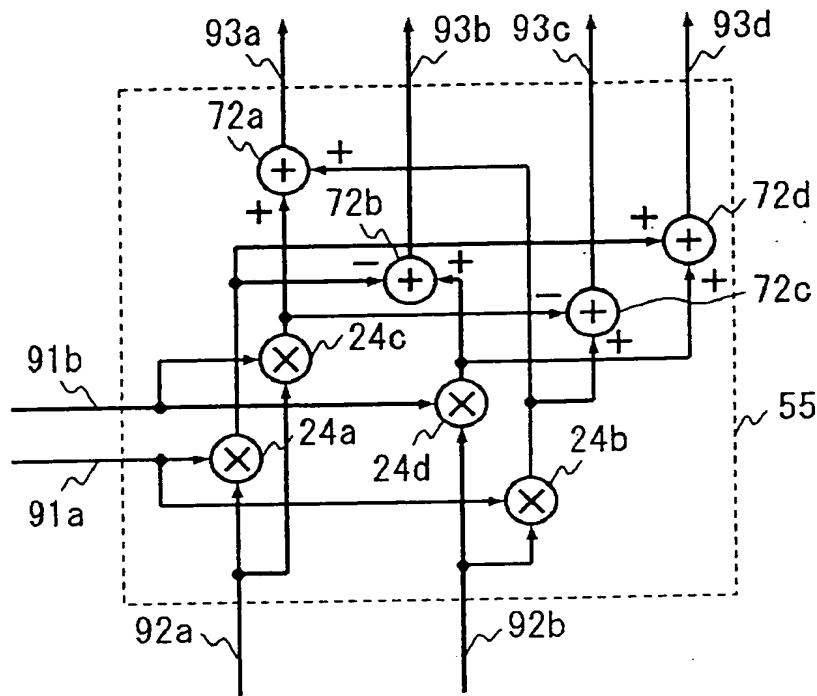 93a 93b 93c 93d
72a
+
+
72b
72d
+
+
−
+
72c
−
+
24c
91b
24a
24d
24b
55
91a
92a
92b